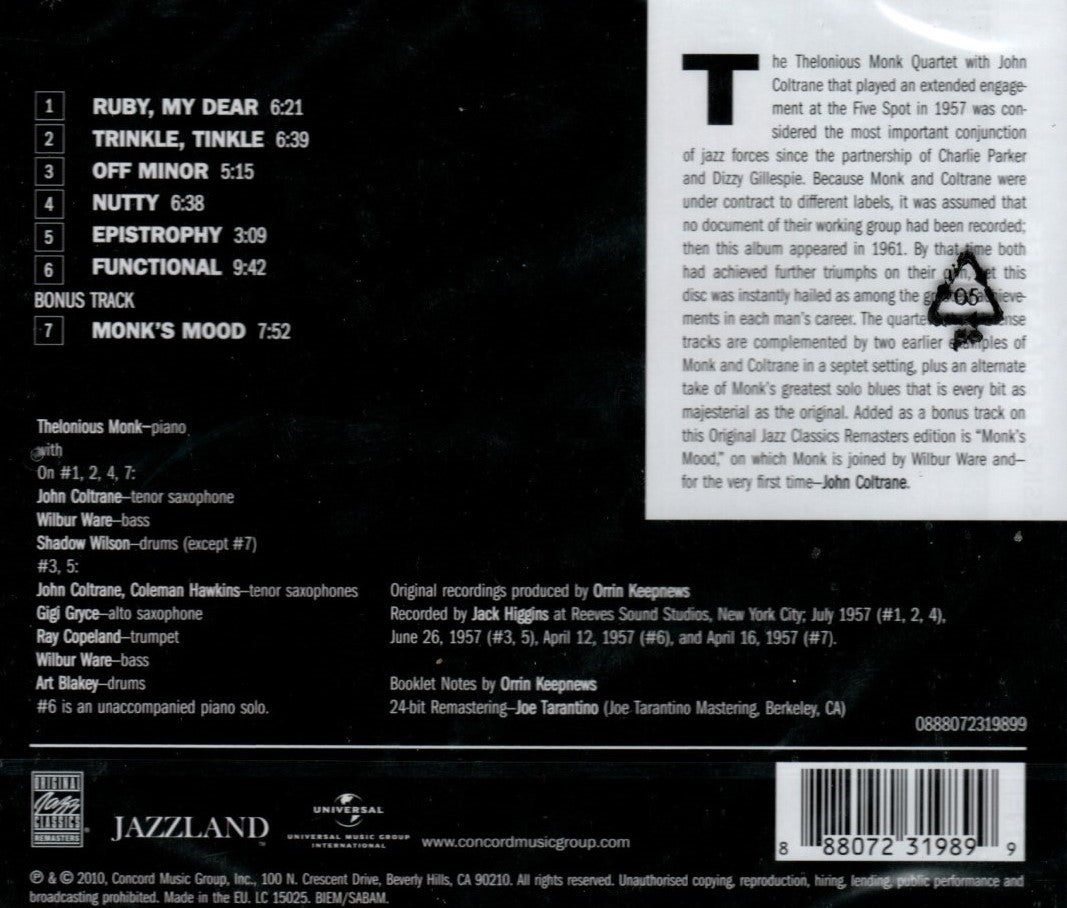 1 RUBY, MY DEAR 6:21
2 TRINKLE, TINKLE 6:39
3 OFF MINOR 5:15
4 NUTTY 6:38
5 EPISTROPHY 3:09
6 FUNCTIONAL 9:42
BONUS TRACK
7 MONK'S MOOD 7:52
The Thelonious Monk Quartet with John
Coltrane that played an extended engage-
ment at the Five Spot in 1957 was con-
sidered the most important conjunction
of jazz forces since the partnership of Charlie Parker
and Dizzy Gillespie. Because Monk and Coltrane were
under contract to different labels, it was assumed that
no document of their working group had been recorded;
then this album appeared in 1961. By that time both
had achieved further triumphs on their this
disc was instantly hailed as among the
ments in each man's career. The
tracks are complemented by two earlier of
Monk and Coltrane in a septet setting, plus an alternate
take of Monk's greatest solo blues that is every bit as
majesterial as the original. Added as a bonus track on
this Original Jazz Classics Remasters edition is “Monk's
Mood,” on which Monk is joined by Wilbur Ware and–
for the very first time–John Coltrane.
05
Thelonious Monk–piano
with
On #1, 2, 4, 7:
John Coltrane–tenor saxophone
Wilbur Ware–bass
Shadow Wilson–drums (except #7)
#3, 5:
John Coltrane, Coleman Hawkins–tenor saxophones
Gigi Gryce–alto saxophone
Ray Copeland–trumpet
Wilbur Ware–bass
Art Blakey–drums
#6 is an unaccompanied piano solo.
Original recordings produced by Orrin Keepnews
Recorded by Jack Higgins at Reeves Sound Studios, New York City; July 1957 (#1, 2, 4),
June 26, 1957 (#3, 5), April 12, 1957 (#6), and April 16, 1957 (#7).
Booklet Notes by Orrin Keepnews
24-bit Remastering–Joe Tarantino (Joe Tarantino Mastering, Berkeley, CA)
0888072319899
ORIGINAL
Jazz
CLASSICS
REMASTERS
JAZZLAND™
UNIVERSAL
UNIVERSAL MUSIC GROUP
INTERNATIONAL
www.concordmusicgroup.com
8 88072 31989 9
℗ & © 2010, Concord Music Group, Inc., 100 N. Crescent Drive, Beverly Hills, CA 90210. All rights reserved. Unauthorised copying, reproduction, hiring, lending, public performance and
broadcasting prohibited. Made in the EU. LC 15025. BIEM/SABAM.